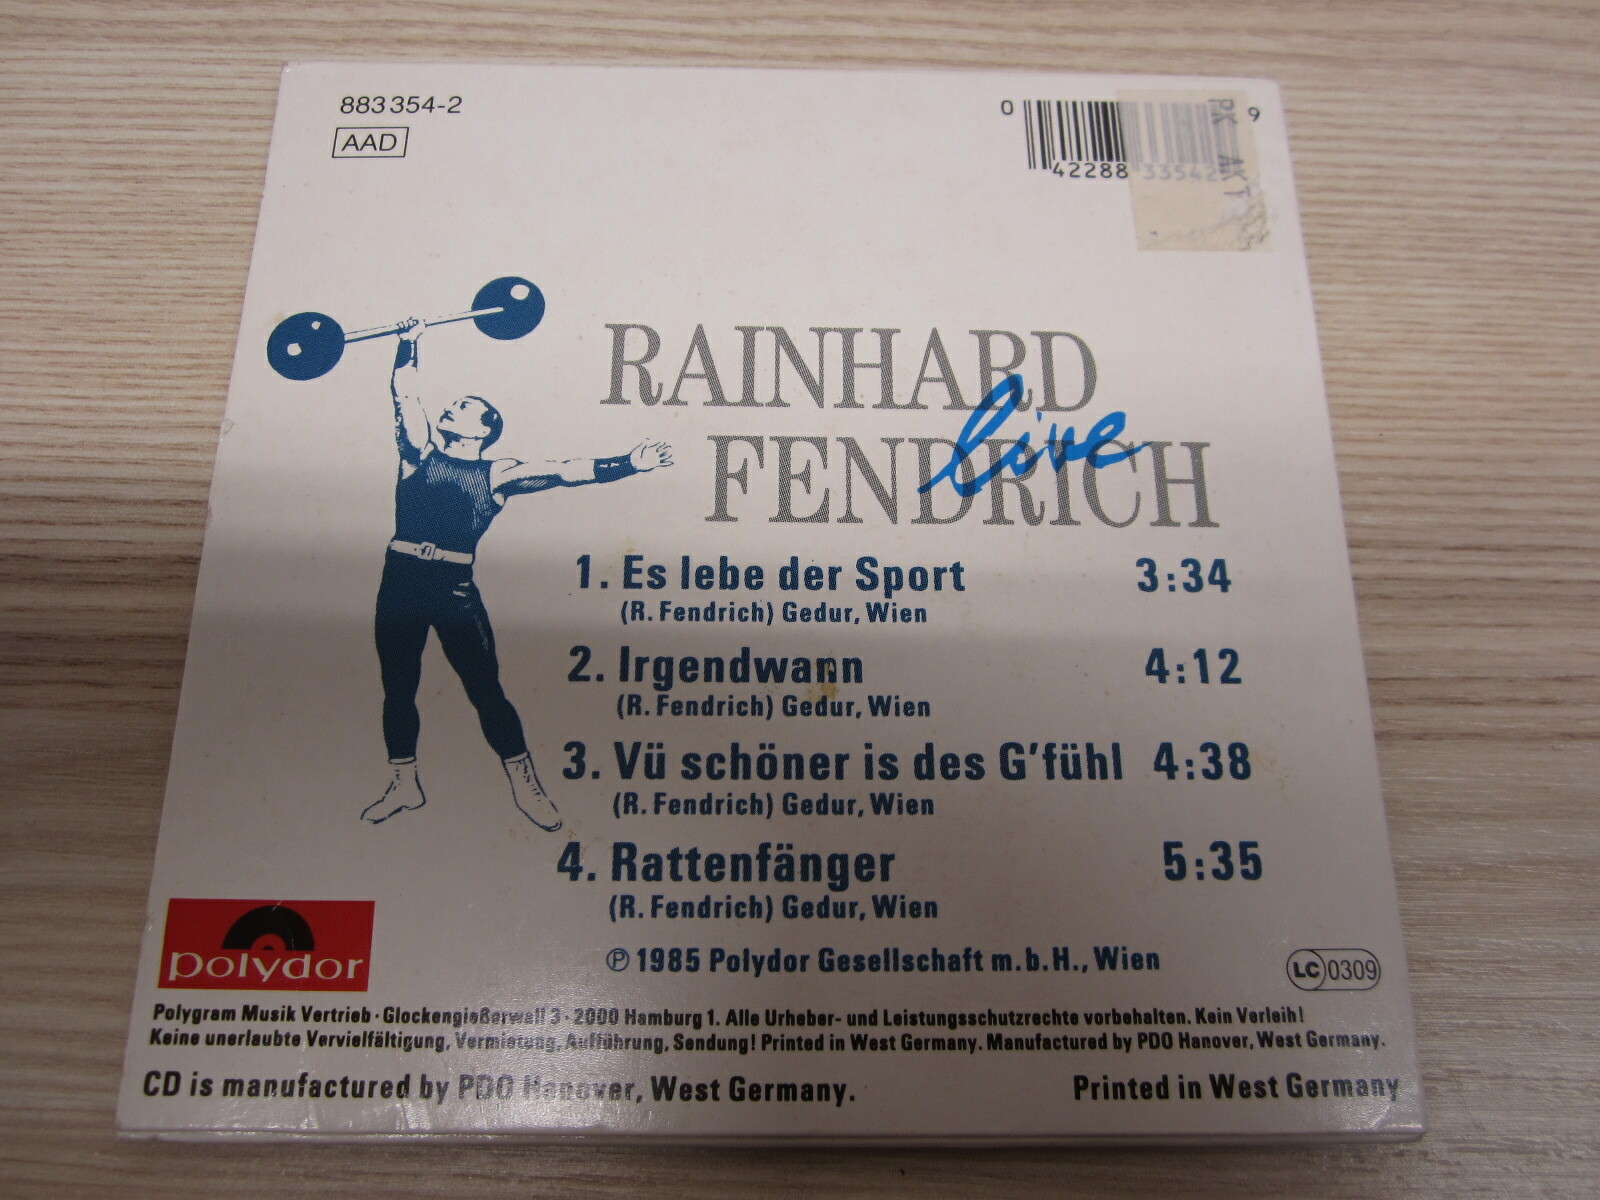 883 354-2
AAD
0 42288 33542 9
PK AKT
RAINHARD
FENDRICH
live
1. Es lebe der Sport 3:34
(R. Fendrich) Gedur, Wien
2. Irgendwann 4:12
(R. Fendrich) Gedur, Wien
3. Vü schöner is des G'fühl 4:38
(R. Fendrich) Gedur, Wien
4. Rattenfänger 5:35
(R. Fendrich) Gedur, Wien
℗ 1985 Polydor Gesellschaft m.b.H., Wien
polydor
LC 0309
Polygram Musik Vertrieb · Glockengießerwall 3 · 2000 Hamburg 1. Alle Urheber- und Leistungsschutzrechte vorbehalten. Kein Verleih!
Keine unerlaubte Vervielfältigung, Vermietung, Aufführung, Sendung! Printed in West Germany. Manufactured by PDO Hanover, West Germany.
CD is manufactured by PDO Hanover, West Germany. Printed in West Germany